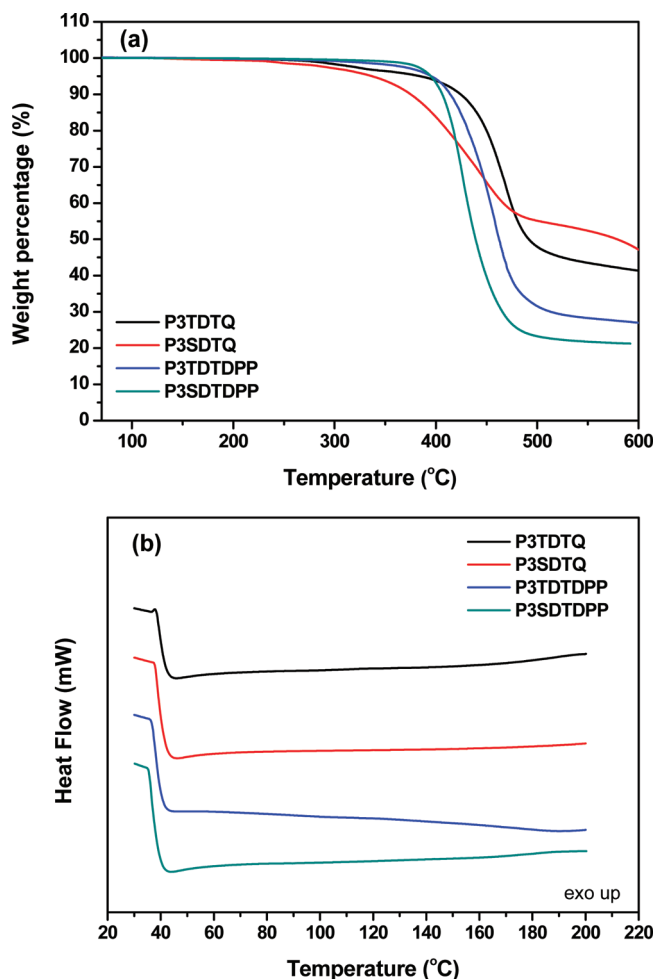 110
(a)
100
90
80
70
60
50
40
30
20
10
0
Weight percentage (%)
P3TDTQ
P3SDTQ
P3TDTDPP
P3SDTDPP
100 200 300 400 500 600
Temperature (°C)
(b)
P3TDTQ
P3SDTQ
P3TDTDPP
P3SDTDPP
Heat Flow (mW)
exo up
20 40 60 80 100 120 140 160 180 200 220
Temperature (°C)